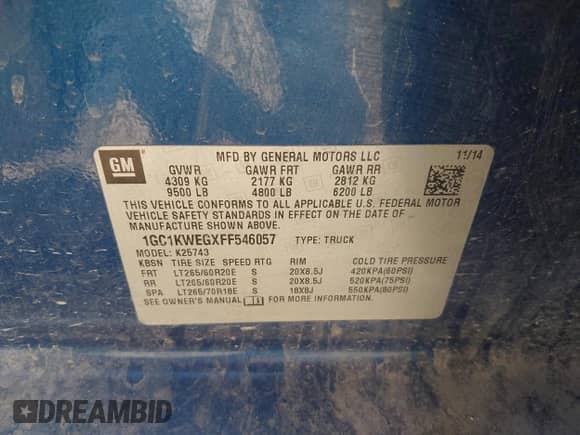 GM
MFD BY GENERAL MOTORS LLC 11/14
GVWR GAWR FRT GAWR RR
4309 KG 2177 KG 2812 KG
9500 LB 4800 LB 6200 LB
THIS VEHICLE CONFORMS TO ALL APPLICABLE U.S. FEDERAL MOTOR
VEHICLE SAFETY STANDARDS IN EFFECT ON THE DATE OF
MANUFACTURE SHOWN ABOVE.
1GC1KWEGXFF546057 TYPE: TRUCK
MODEL: K25743
KBSN TIRE SIZE SPEED RTG RIM COLD TIRE PRESSURE
FRT LT265/60R20E S 20X8.5J 420KPA(60PSI)
RR LT265/60R20E S 20X8.5J 520KPA(75PSI)
SPA LT265/70R18E S 18X8J 550KPA(80PSI)
SEE OWNER'S MANUAL
DREAMBID